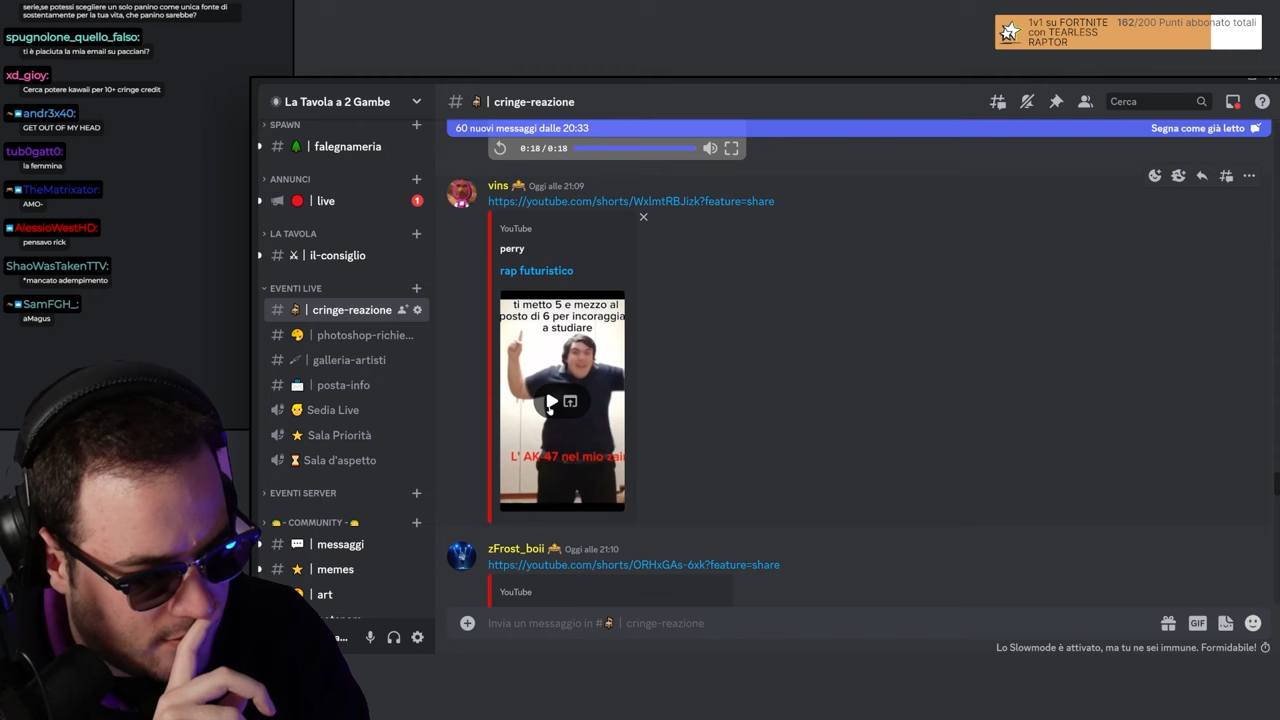 serie,se potessi scegliere un solo panino come unica fonte di
sostentamento per la tua vita, che panino sarebbe?
spugnolone_quello_falso:
ti è piaciuta la mia email su pacciani?
xd_gioy:
Cerca potere kawaii per 10+ cringe credit
andr3x40:
GET OUT OF MY HEAD
tub0gatt0:
la femmina
TheMatrixator:
AMO-
AlessioWestHD:
pensavo rick
ShaoWasTakenTTV:
*mancato adempimento
SamFGH_:
aMagus
1v1 su FORTNITE
con TEARLESS
RAPTOR
162/200 Punti abbonato totali
La Tavola a 2 Gambe
SPAWN
# | falegnameria
ANNUNCI
| live
1
LA TAVOLA
# | il-consiglio
EVENTI LIVE
# | cringe-reazione
# | photoshop-richie...
# | galleria-artisti
# | posta-info
Sedia Live
Sala Priorità
Sala d'aspetto
EVENTI SERVER
- COMMUNITY -
| messaggi
| memes
| art
a...
# | cringe-reazione
Cerca
60 nuovi messaggi dalle 20:33
Segna come già letto
0:18/0:18
vins Oggi alle 21:09
https://youtube.com/shorts/WxlmtRBJizk?feature=share
YouTube
perry
rap futuristico
ti metto 5 e mezzo al
posto di 6 per incoraggia
a studiare
L' AK 47 nel mio zai
zFrost_boii Oggi alle 21:10
https://youtube.com/shorts/ORHxGAs-6xk?feature=share
YouTube
Invia un messaggio in # | cringe-reazione
GIF
Lo Slowmode è attivato, ma tu ne sei immune. Formidabile!